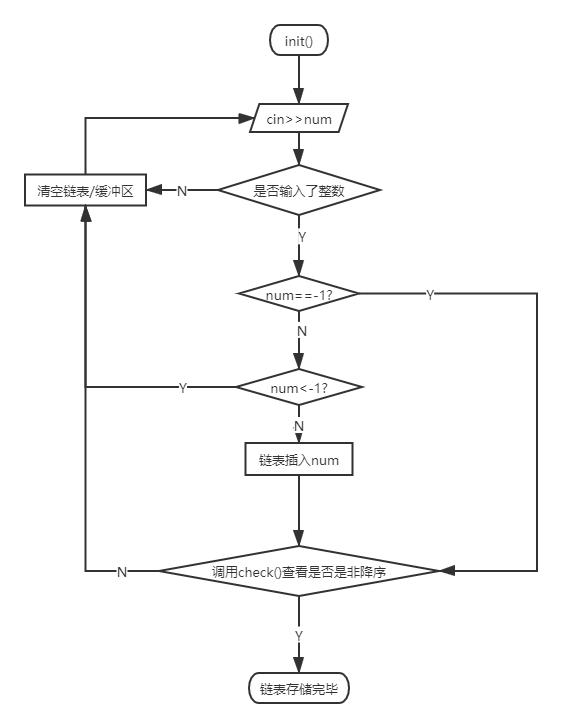 init()
cin>>num
清空链表/缓冲区
N
是否输入了整数
Y
num==-1?
Y
N
Y
num<-1?
N
链表插入num
N
调用check()查看是否是非降序
Y
链表存储完毕